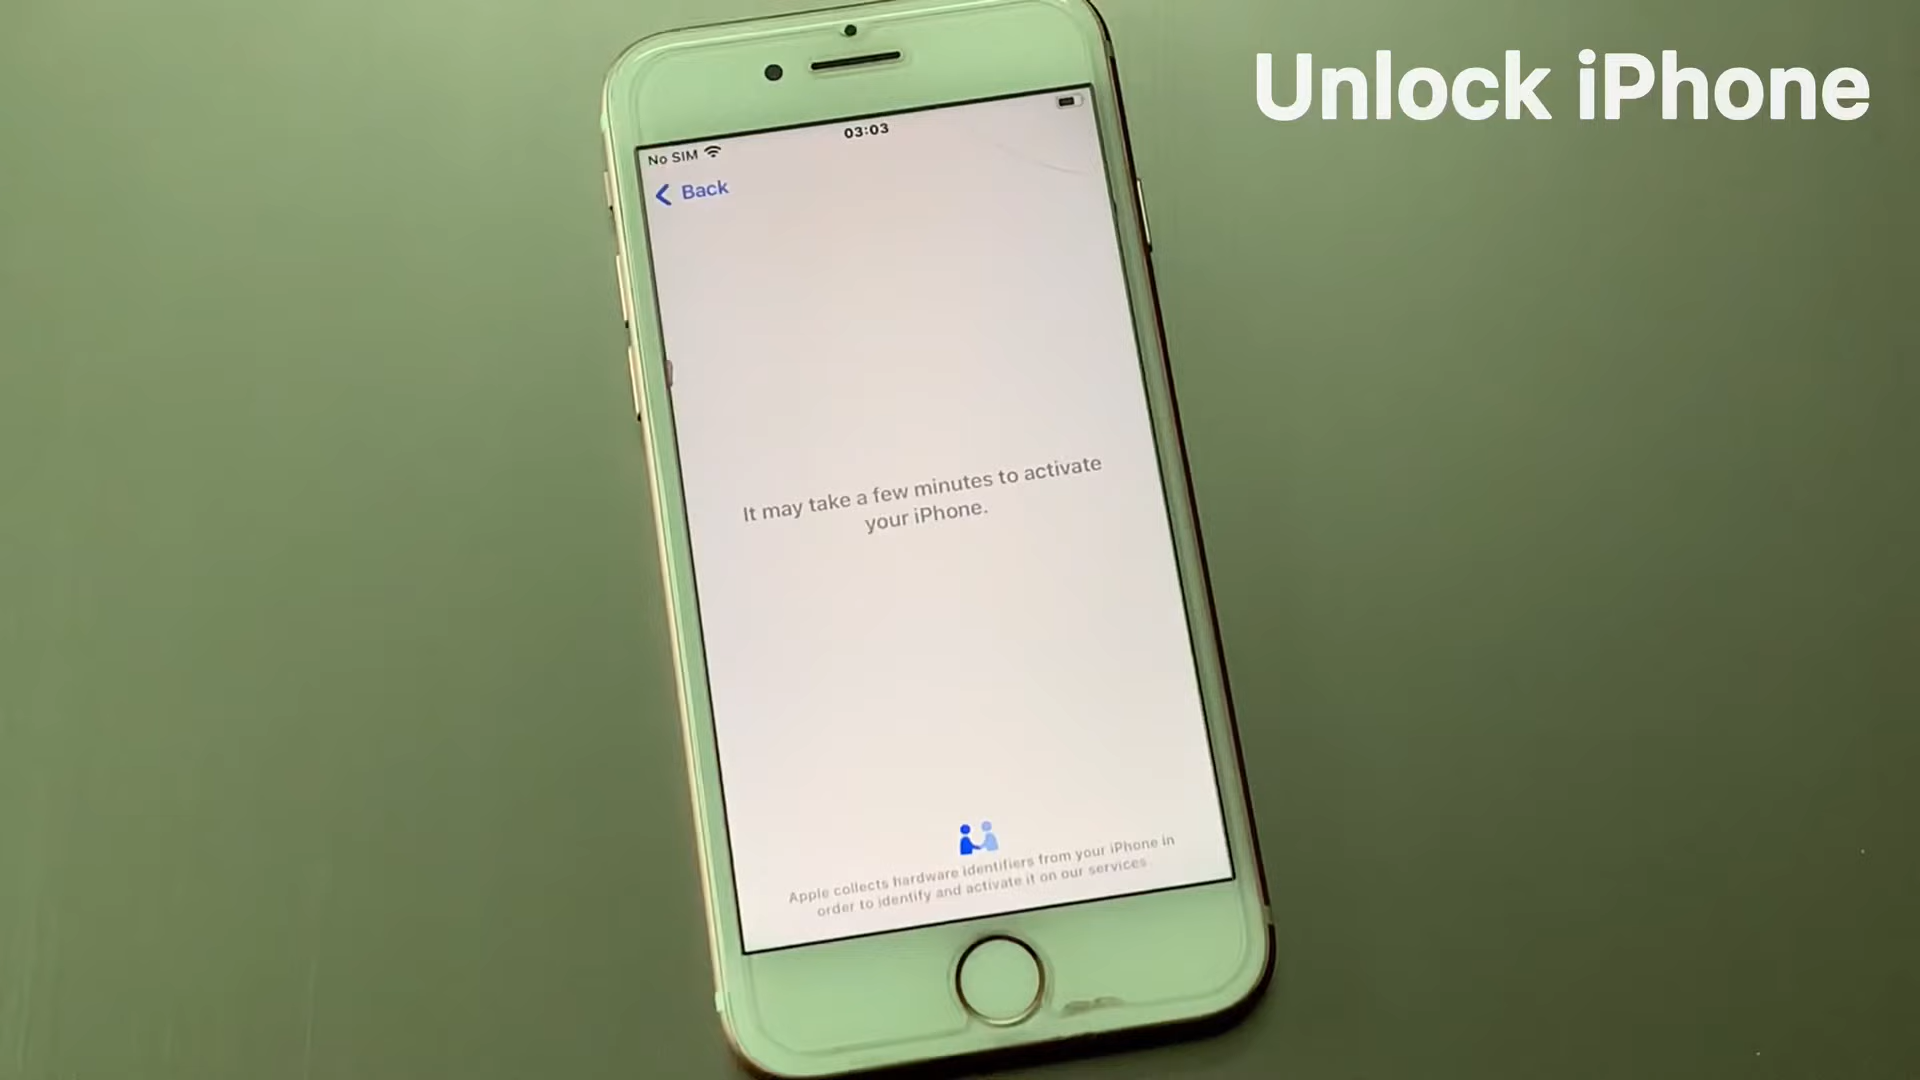 Unlock iPhone
03:03
No SIM
Back
It may take a few minutes to activate
your iPhone.
Apple collects hardware identifiers from your iPhone in
order to identify and activate it on our services